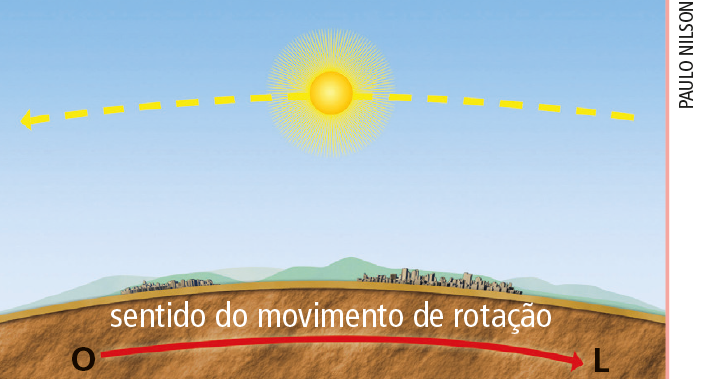 PAULO NILSON
sentido do movimento de rotação
O
L